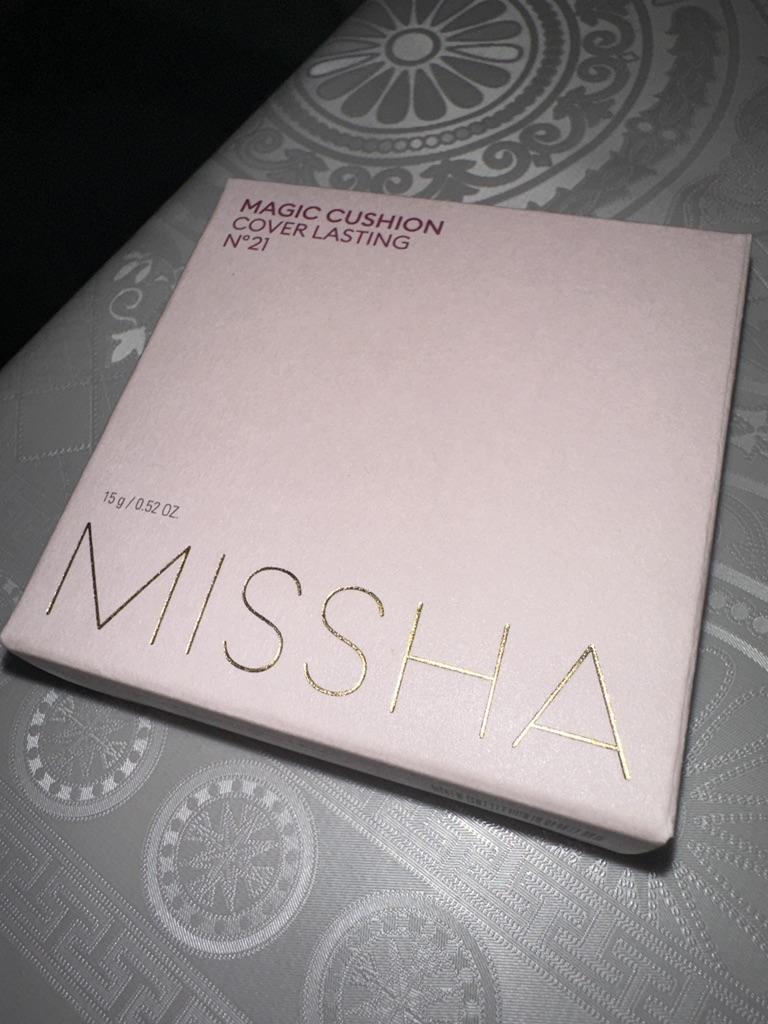 MAGIC CUSHION
COVER LASTING
N°21
15 g / 0.52 OZ.
MISSHA